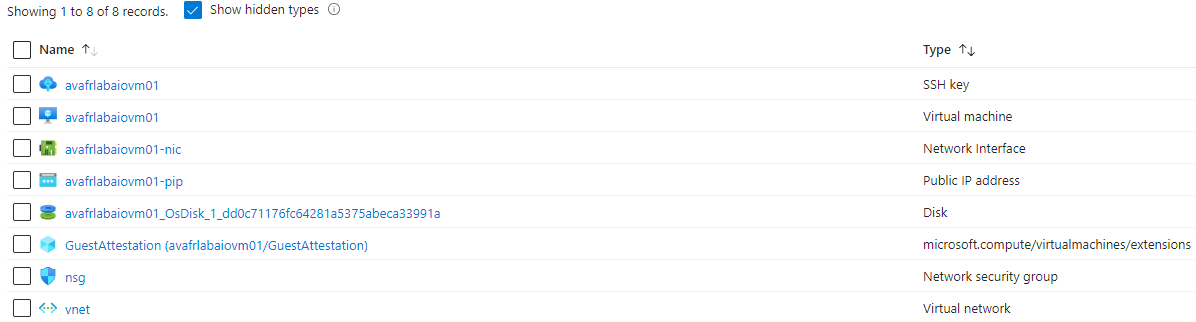 Showing 1 to 8 of 8 records. Show hidden types
Name Type
avafrlabaiovm01 SSH key
avafrlabaiovm01 Virtual machine
avafrlabaiovm01-nic Network Interface
avafrlabaiovm01-pip Public IP address
avafrlabaiovm01_OsDisk_1_dd0c71176fc64281a5375abeca33991a Disk
GuestAttestation (avafrlabaiovm01/GuestAttestation) microsoft.compute/virtualmachines/extensions
nsg Network security group
vnet Virtual network